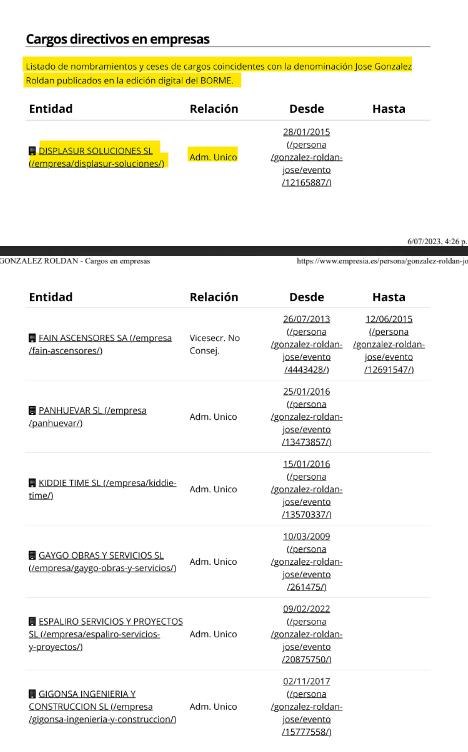 Cargos directivos en empresas
Listado de nombramientos y ceses de cargos coincidentes con la denominación Jose Gonzalez
Roldan publicados en la edición digital del BORME.
Entidad Relación Desde Hasta
DISPLASUR SOLUCIONES SL
(/empresa/displasur-soluciones/)
Adm. Unico
28/01/2015
(/persona
/gonzalez-roldan-
jose/evento
/12165887/)
6/07/2023, 4:26 p.
GONZALEZ ROLDAN - Cargos en empresas https://www.empresia.es/persona/gonzalez-roldan-jo
Entidad Relación Desde Hasta
FAIN ASCENSORES SA (/empresa
/fain-ascensores/)
Vicesecr. No
Consej.
26/07/2013
(/persona
/gonzalez-roldan-
jose/evento
/4443428/)
12/06/2015
(/persona
/gonzalez-roldan-
jose/evento
/12691547/)
PANHUEVAR SL (/empresa
/panhuevar/)
Adm. Unico
25/01/2016
(/persona
/gonzalez-roldan-
jose/evento
/13473857/)
KIDDIE TIME SL (/empresa/kiddie-
time/)
Adm. Unico
15/01/2016
(/persona
/gonzalez-roldan-
jose/evento
/13570337/)
GAYGO OBRAS Y SERVICIOS SL
(/empresa/gaygo-obras-y-servicios/)
Adm. Unico
10/03/2009
(/persona
/gonzalez-roldan-
jose/evento
/261475/)
ESPALIRO SERVICIOS Y PROYECTOS
SL (/empresa/espaliro-servicios-
y-proyectos/)
Adm. Unico
09/02/2022
(/persona
/gonzalez-roldan-
jose/evento
/20875750/)
GIGONSA INGENIERIA Y
CONSTRUCCION SL (/empresa
/gigonsa-ingenieria-y-construccion/)
Adm. Unico
02/11/2017
(/persona
/gonzalez-roldan-
jose/evento
/15777558/)